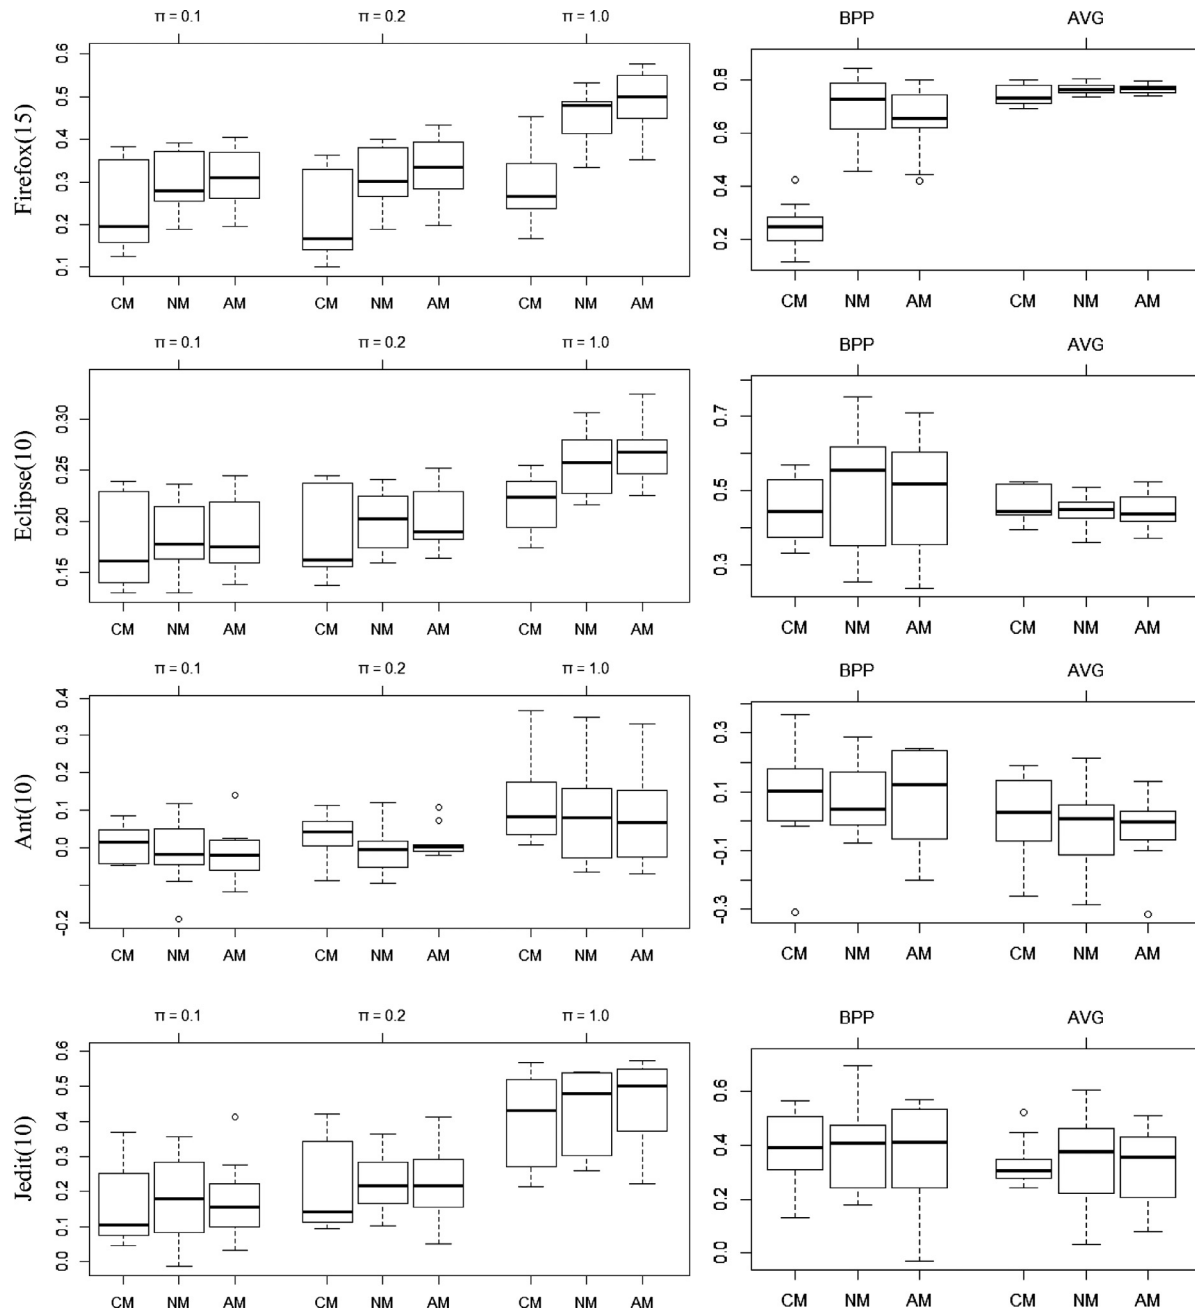 π = 0.1 π = 0.2 π = 1.0 BPP AVG
Firefox(15)
0.1 0.2 0.3 0.4 0.5 0.6
0.2 0.4 0.6 0.8
CM NM AM CM NM AM CM NM AM CM NM AM CM NM AM
π = 0.1 π = 0.2 π = 1.0 BPP AVG
Eclipse(10)
0.15 0.20 0.25 0.30
0.3 0.5 0.7
CM NM AM CM NM AM CM NM AM CM NM AM CM NM AM
π = 0.1 π = 0.2 π = 1.0 BPP AVG
Ant(10)
-0.2 0.0 0.1 0.2 0.3 0.4
-0.3 -0.1 0.1 0.3
CM NM AM CM NM AM CM NM AM CM NM AM CM NM AM
π = 0.1 π = 0.2 π = 1.0 BPP AVG
Jedit(10)
0.0 0.1 0.2 0.3 0.4 0.5 0.6
0.0 0.2 0.4 0.6
CM NM AM CM NM AM CM NM AM CM NM AM CM NM AM